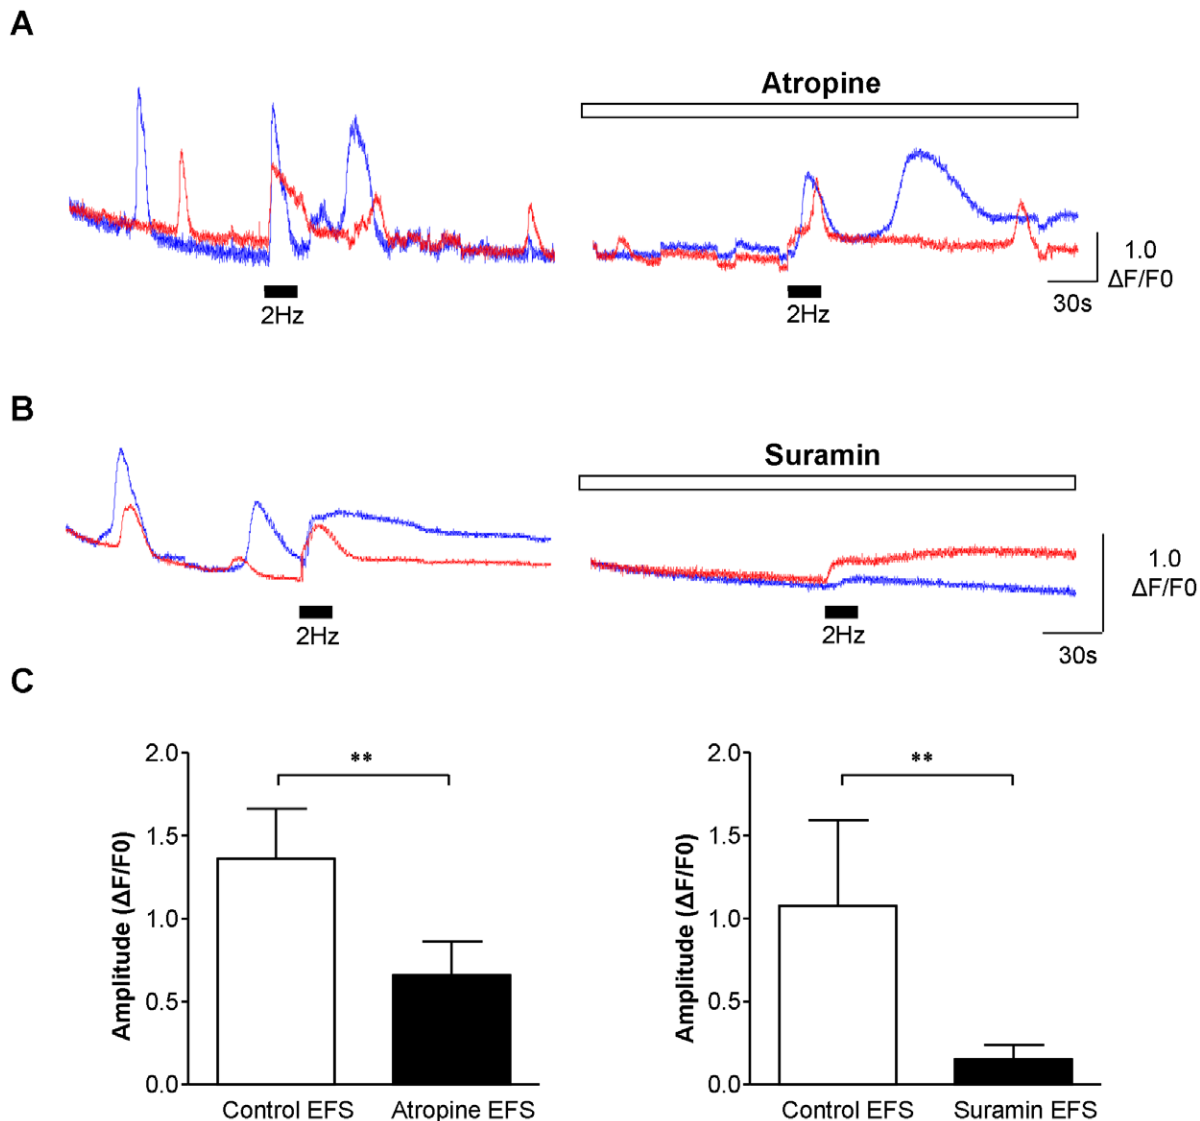 A
Atropine
2Hz
2Hz
1.0
ΔF/F0
30s
B
Suramin
2Hz
2Hz
1.0
ΔF/F0
30s
C
**
2.0
1.5
1.0
0.5
0.0
Amplitude (ΔF/F0)
Control EFS
Atropine EFS
**
2.0
1.5
1.0
0.5
0.0
Amplitude (ΔF/F0)
Control EFS
Suramin EFS